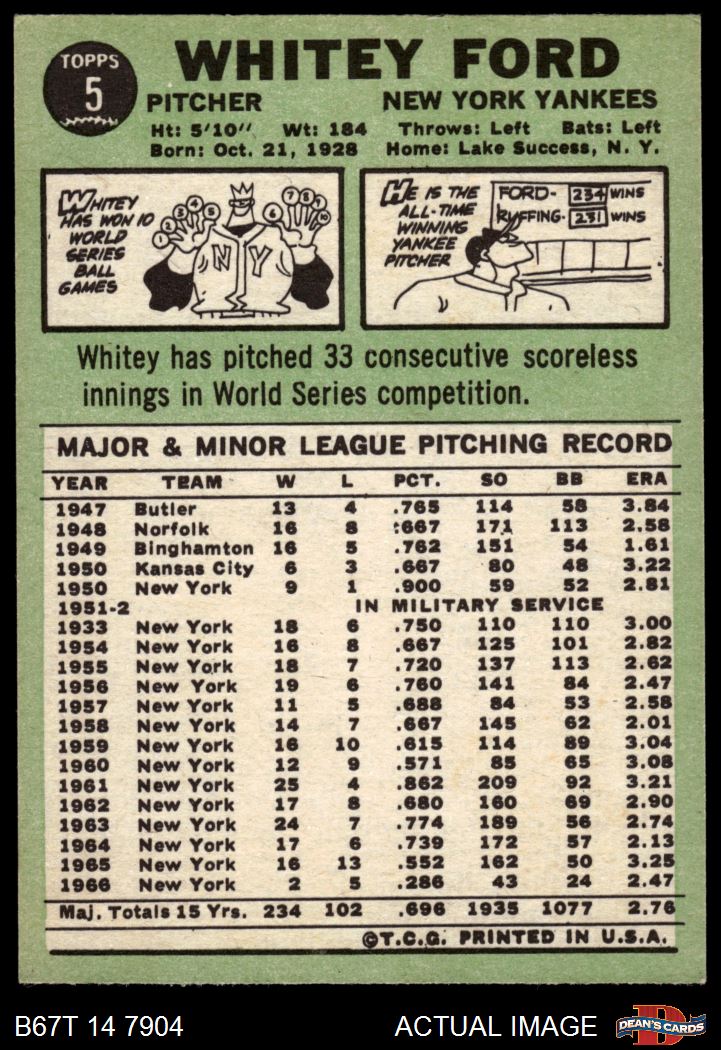 TOPPS
5
WHITEY FORD
PITCHER NEW YORK YANKEES
Ht: 5'10" Wt: 184 Throws: Left Bats: Left
Born: Oct. 21, 1928 Home: Lake Success, N. Y.
WHITEY
HAS WON 10
WORLD
SERIES
BALL
GAMES
1 2 3 4 5 6 7 8 9 10
NY
HE IS THE
ALL-TIME
WINNING
YANKEE
PITCHER
FORD- 234 WINS
RUFFING- 231 WINS
Whitey has pitched 33 consecutive scoreless
innings in World Series competition.
MAJOR & MINOR LEAGUE PITCHING RECORD
YEAR TEAM W L PCT. SO BB ERA
1947 Butler 13 4 .765 114 58 3.84
1948 Norfolk 16 8 .667 171 113 2.58
1949 Binghamton 16 5 .762 151 54 1.61
1950 Kansas City 6 3 .667 80 48 3.22
1950 New York 9 1 .900 59 52 2.81
1951-2 IN MILITARY SERVICE
1933 New York 18 6 .750 110 110 3.00
1954 New York 16 8 .667 125 101 2.82
1955 New York 18 7 .720 137 113 2.62
1956 New York 19 6 .760 141 84 2.47
1957 New York 11 5 .688 84 53 2.58
1958 New York 14 7 .667 145 62 2.01
1959 New York 16 10 .615 114 89 3.04
1960 New York 12 9 .571 85 65 3.08
1961 New York 25 4 .862 209 92 3.21
1962 New York 17 8 .680 160 69 2.90
1963 New York 24 7 .774 189 56 2.74
1964 New York 17 6 .739 172 57 2.13
1965 New York 16 13 .552 162 50 3.25
1966 New York 2 5 .286 43 24 2.47
Maj. Totals 15 Yrs. 234 102 .696 1935 1077 2.76
©T.C.G. PRINTED IN U.S.A.
B67T 14 7904 ACTUAL IMAGE
D
DEAN'S CARDS